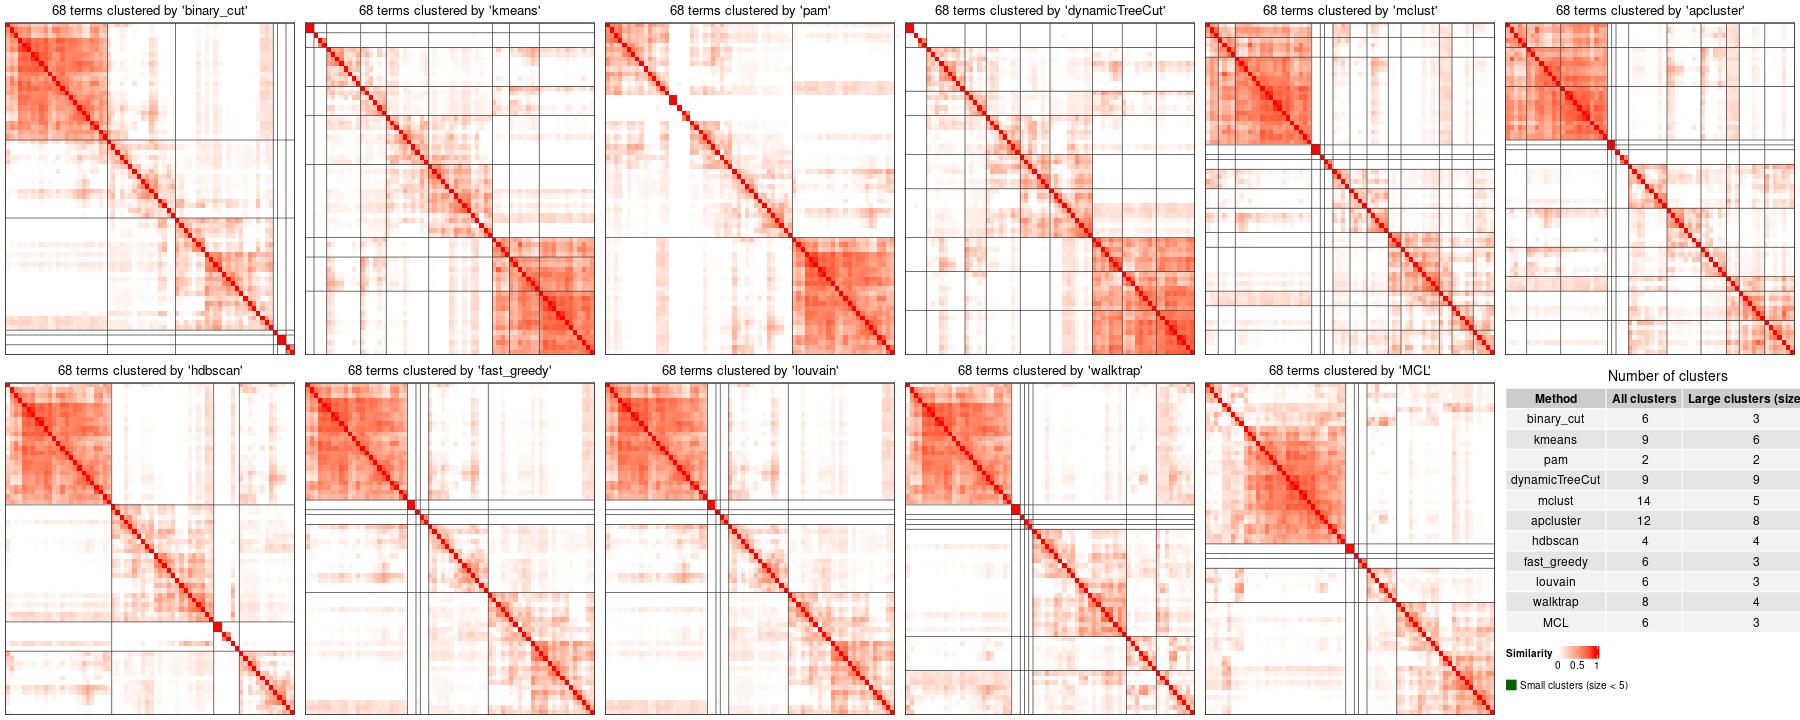 68 terms clustered by 'binary_cut'
68 terms clustered by 'kmeans'
68 terms clustered by 'pam'
68 terms clustered by 'dynamicTreeCut'
68 terms clustered by 'mclust'
68 terms clustered by 'apcluster'
68 terms clustered by 'hdbscan'
68 terms clustered by 'fast_greedy'
68 terms clustered by 'louvain'
68 terms clustered by 'walktrap'
68 terms clustered by 'MCL'
Number of clusters
Method All clusters Large clusters (size
binary_cut 6 3
kmeans 9 6
pam 2 2
dynamicTreeCut 9 9
mclust 14 5
apcluster 12 8
hdbscan 4 4
fast_greedy 6 3
louvain 6 3
walktrap 8 4
MCL 6 3
Similarity
0 0.5 1
Small clusters (size < 5)